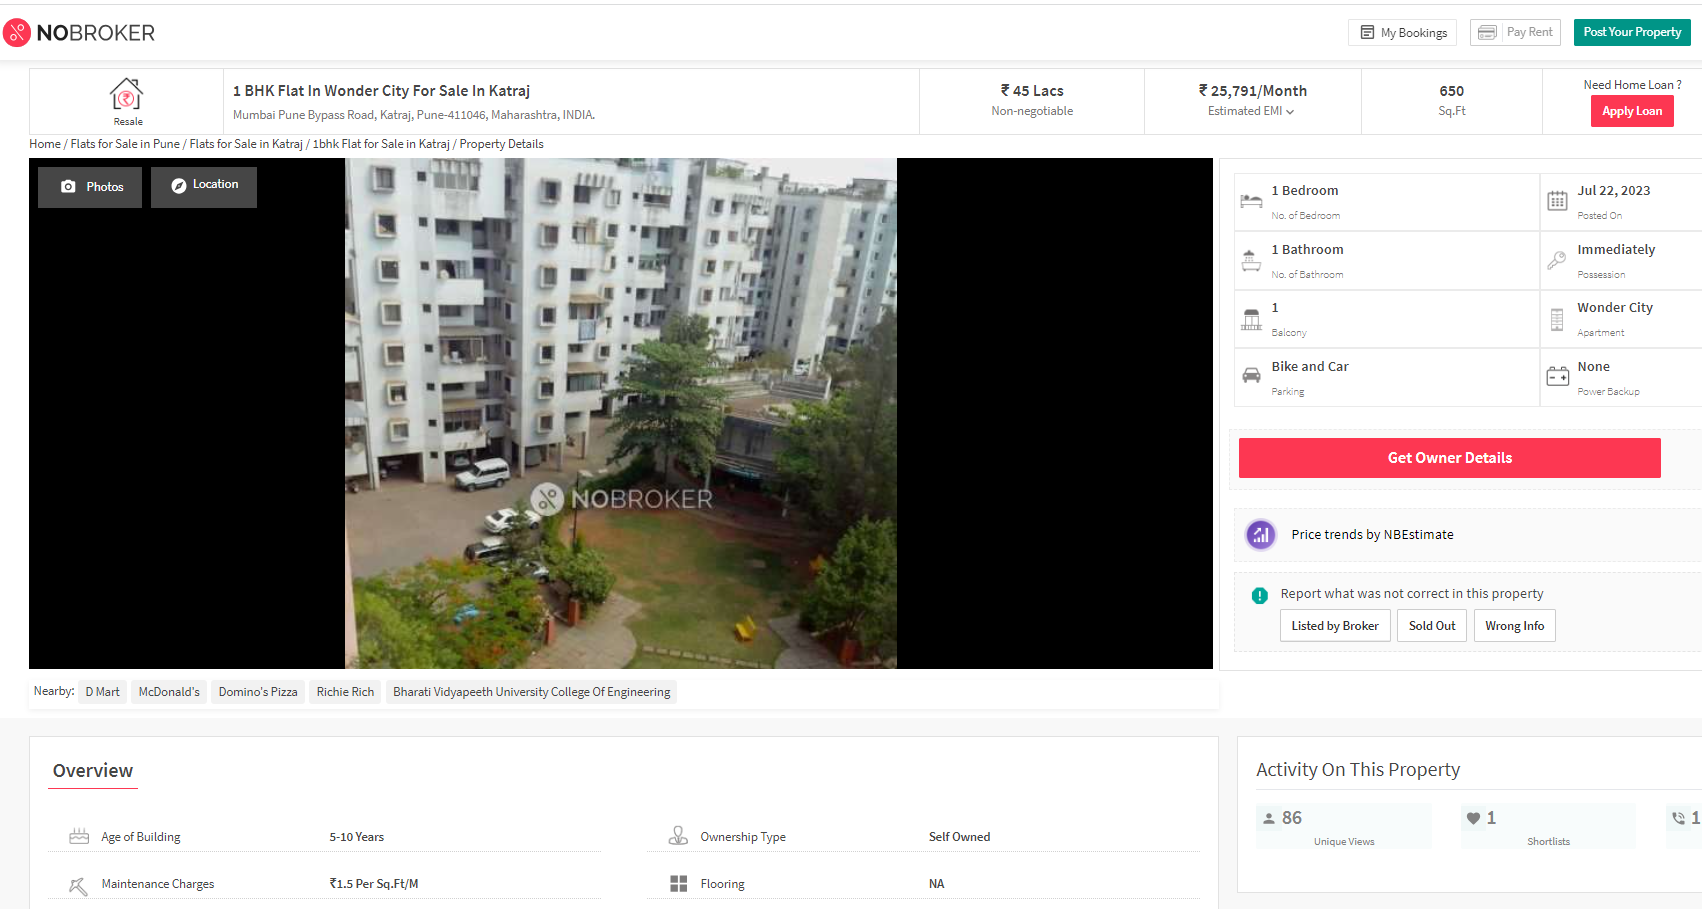 NOBROKER
My Bookings
Pay Rent
Post Your Property
Resale
1 BHK Flat In Wonder City For Sale In Katraj
Mumbai Pune Bypass Road, Katraj, Pune-411046, Maharashtra, INDIA.
₹ 45 Lacs
Non-negotiable
₹ 25,791/Month
Estimated EMI
650
Sq.Ft
Need Home Loan ?
Apply Loan
Home / Flats for Sale in Pune / Flats for Sale in Katraj / 1bhk Flat for Sale in Katraj / Property Details
Photos
Location
NOBROKER
1 Bedroom
No. of Bedroom
Jul 22, 2023
Posted On
1 Bathroom
No. of Bathroom
Immediately
Possession
1
Balcony
Wonder City
Apartment
Bike and Car
Parking
None
Power Backup
Get Owner Details
Price trends by NBEstimate
Report what was not correct in this property
Listed by Broker
Sold Out
Wrong Info
Nearby:
D Mart
McDonald's
Domino's Pizza
Richie Rich
Bharati Vidyapeeth University College Of Engineering
Overview
Age of Building
5-10 Years
Ownership Type
Self Owned
Maintenance Charges
₹1.5 Per Sq.Ft/M
Flooring
NA
Activity On This Property
86
Unique Views
1
Shortlists
1